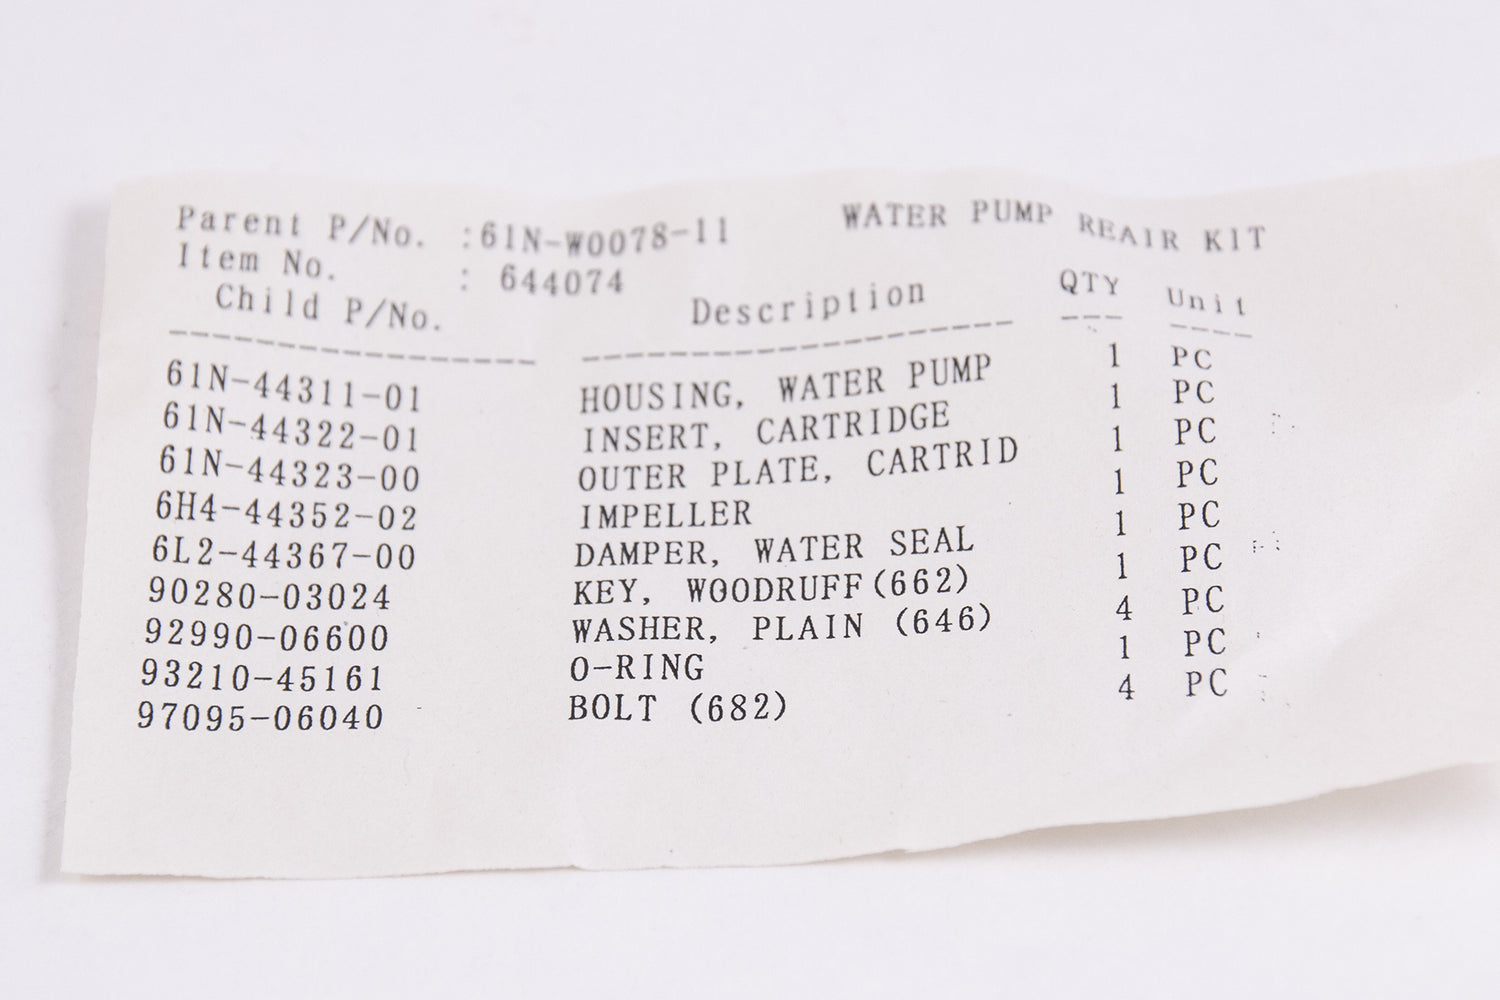 Parent P/No. :61N-W0078-11 WATER PUMP REAIR KIT
Item No. : 644074
Child P/No. Description QTY Unit
61N-44311-01 HOUSING, WATER PUMP 1 PC
61N-44322-01 INSERT, CARTRIDGE 1 PC
61N-44323-00 OUTER PLATE, CARTRID 1 PC
6H4-44352-02 IMPELLER 1 PC
6L2-44367-00 DAMPER, WATER SEAL 1 PC
90280-03024 KEY, WOODRUFF(662) 1 PC
92990-06600 WASHER, PLAIN (646) 4 PC
93210-45161 O-RING 1 PC
97095-06040 BOLT (682) 4 PC